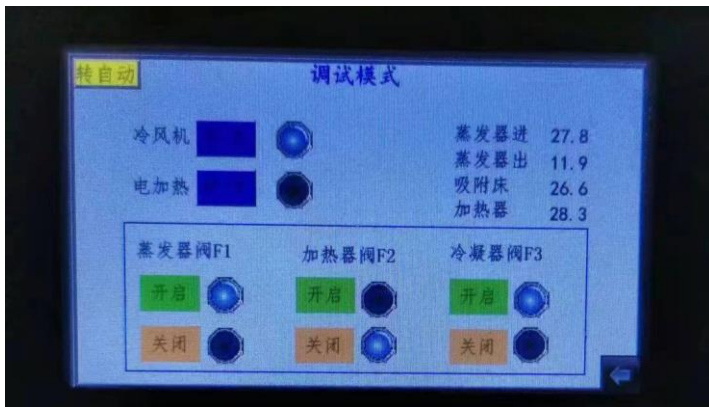 转自动
调试模式
冷风机
电加热
蒸发器进 27.8
蒸发器出 11.9
吸附床 26.6
加热器 28.3
蒸发器阀F1
加热器阀F2
冷凝器阀F3
开启
开启
开启
关闭
关闭
关闭